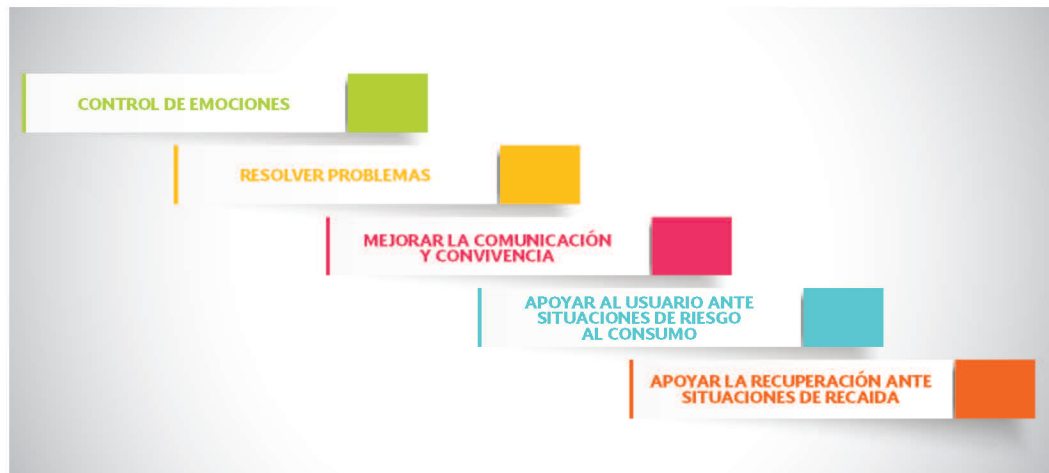 CONTROL DE EMOCIONES
RESOLVER PROBLEMAS
MEJORAR LA COMUNICACIÓN
Y CONVIVENCIA
APOYAR AL USUARIO ANTE
SITUACIONES DE RIESGO
AL CONSUMO
APOYAR LA RECUPERACIÓN ANTE
SITUACIONES DE RECAIDA